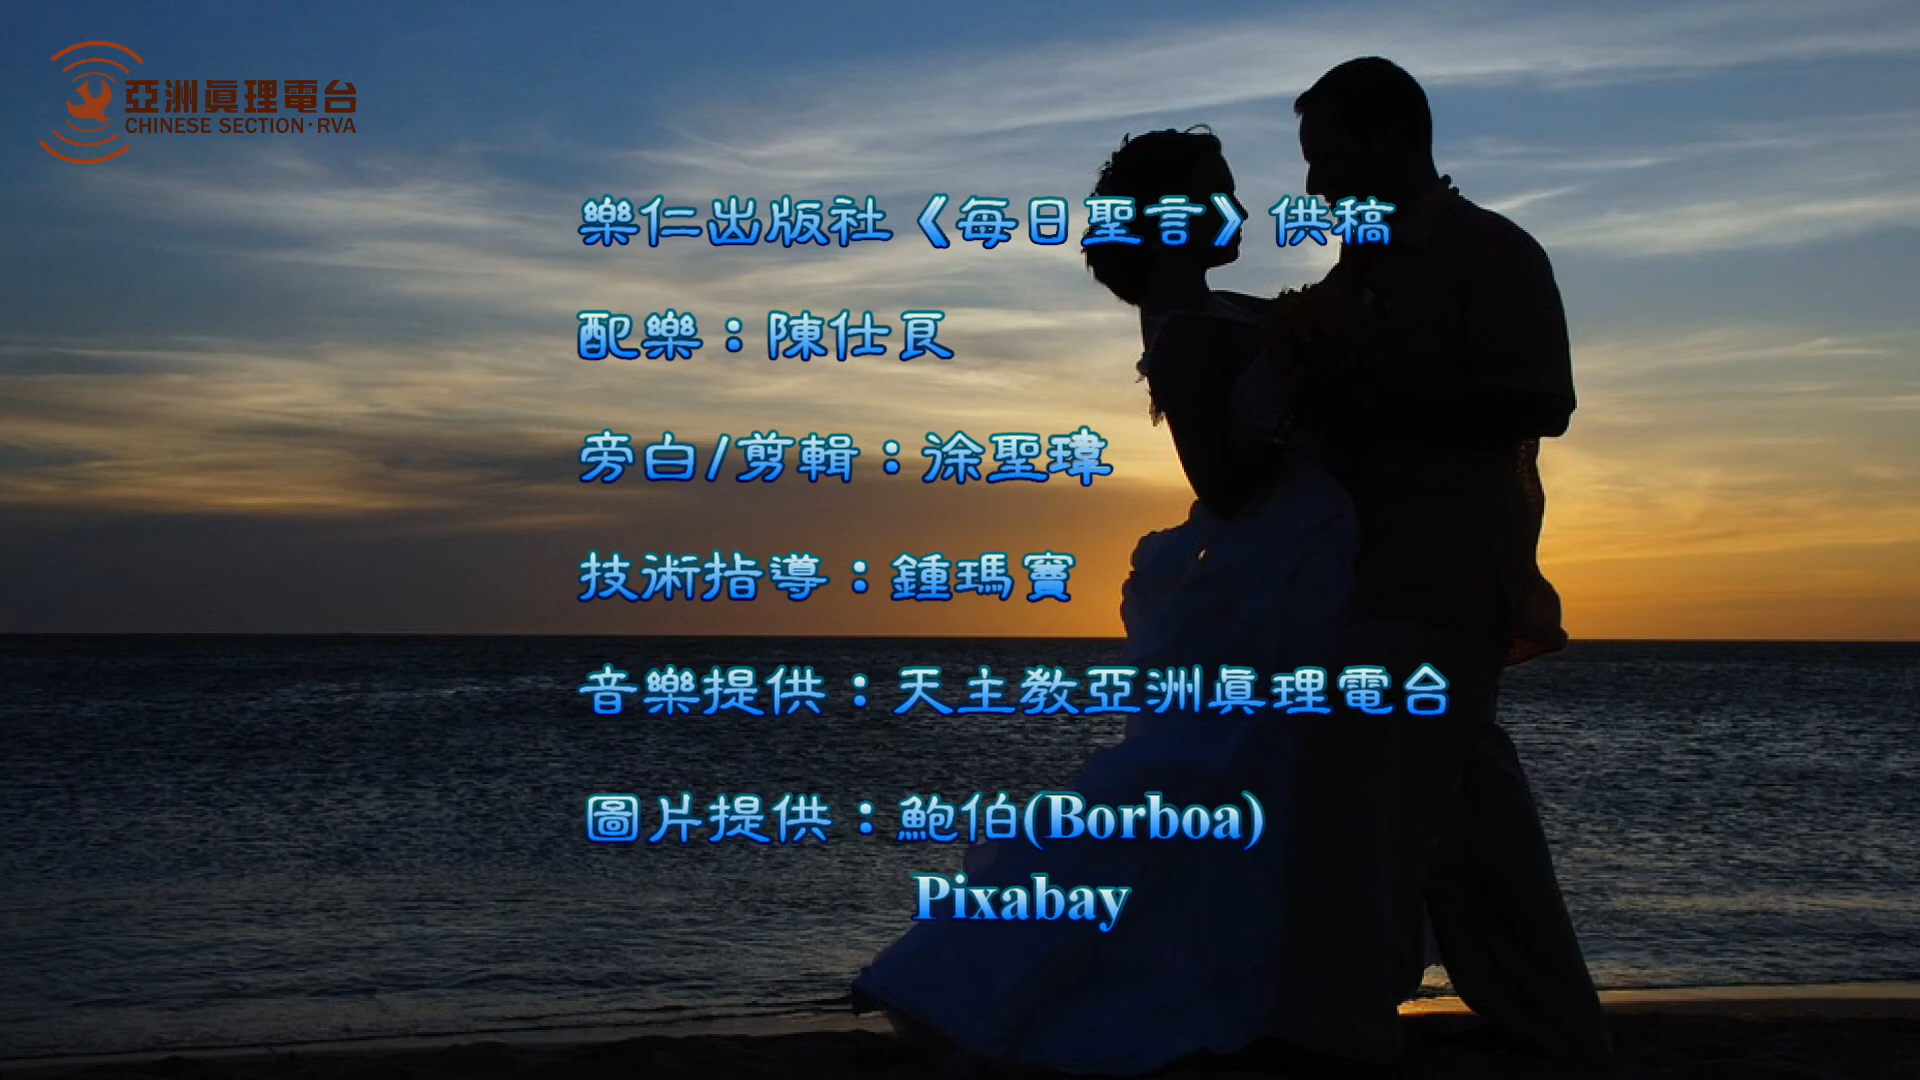 亞洲眞理電台
CHINESE SECTION·RVA
樂仁出版社《每日聖言》供稿
配樂：陳仕良
旁白/剪輯：涂聖瑋
技術指導：鍾瑪竇
音樂提供：天主教亞洲眞理電台
圖片提供：鮑伯(Borboa)
Pixabay